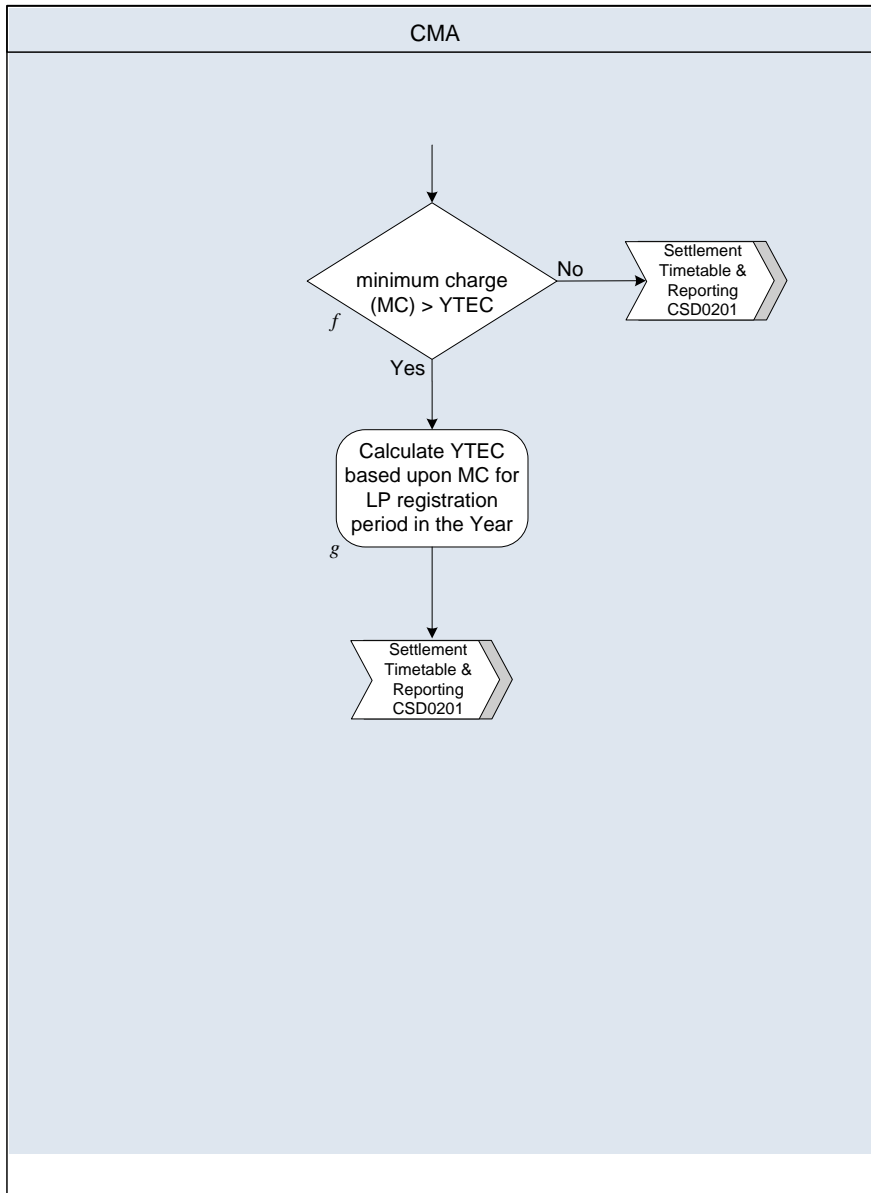 CMA
minimum charge
(MC) > YTEC
f
No
Settlement
Timetable &
Reporting
CSD0201
Yes
Calculate YTEC
based upon MC for
LP registration
period in the Year
g
Settlement
Timetable &
Reporting
CSD0201